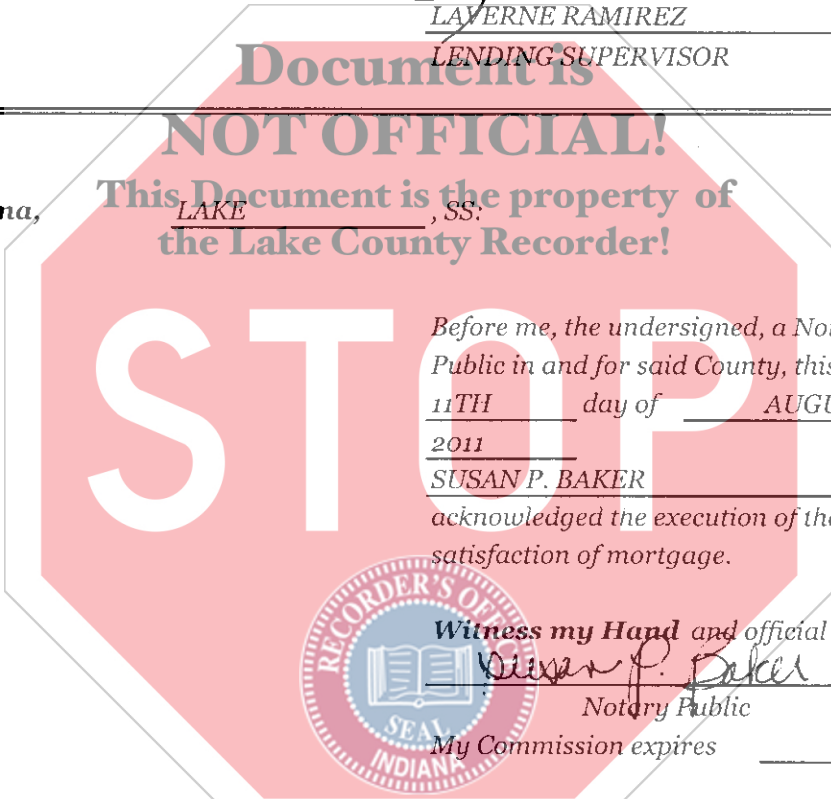 LAVERNE RAMIREZ
LENDING SUPERVISOR
Document is
NOT OFFICIAL!
This Document is the property of
the Lake County Recorder!
na, LAKE , SS:
STOP
Before me, the undersigned, a No
Public in and for said County, this
11TH day of AUGU
2011
SUSAN P. BAKER
acknowledged the execution of the
satisfaction of mortgage.
RECORDER'S OFFICE
SEAL
INDIANA
Witness my Hand and official
Susan P. Baker
Notary Public
My Commission expires